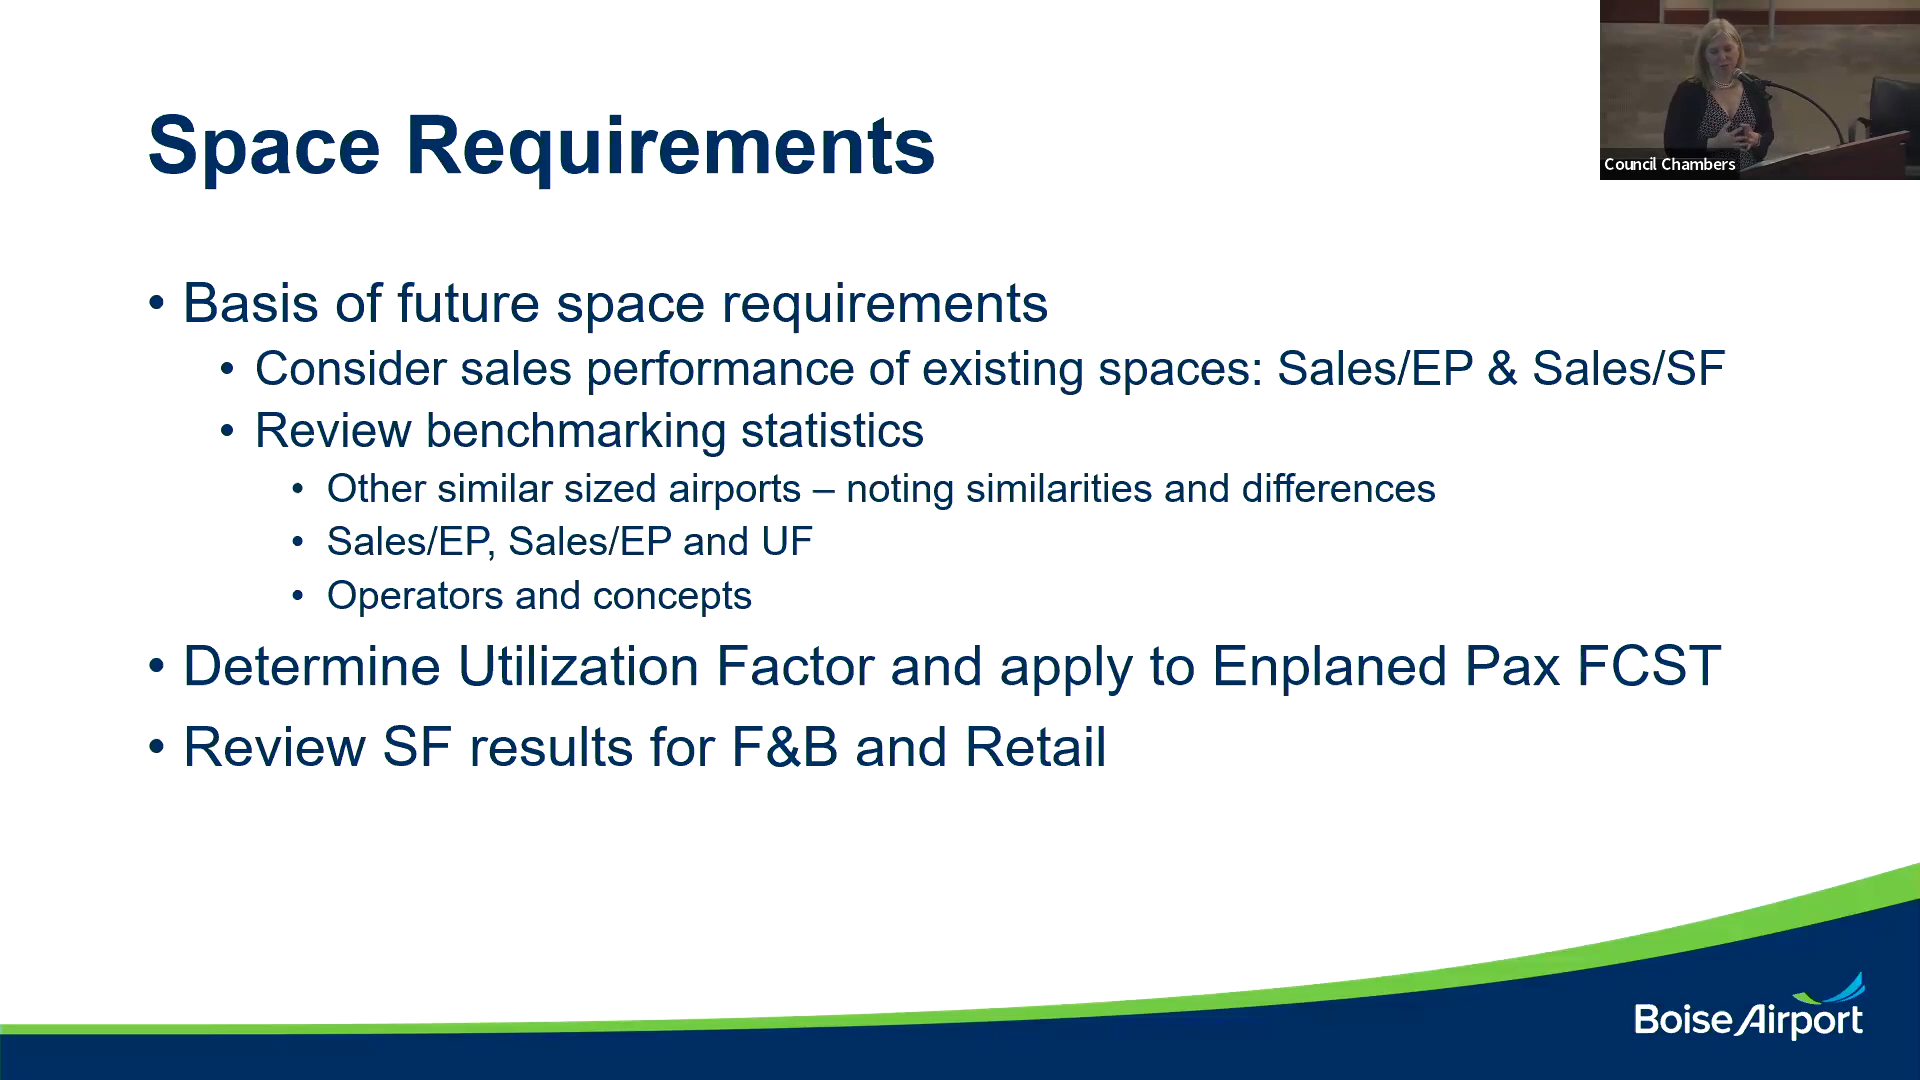 Space Requirements
Council Chambers
• Basis of future space requirements
• Consider sales performance of existing spaces: Sales/EP & Sales/SF
• Review benchmarking statistics
• Other similar sized airports – noting similarities and differences
• Sales/EP, Sales/EP and UF
• Operators and concepts
• Determine Utilization Factor and apply to Enplaned Pax FCST
• Review SF results for F&B and Retail
Boise Airport